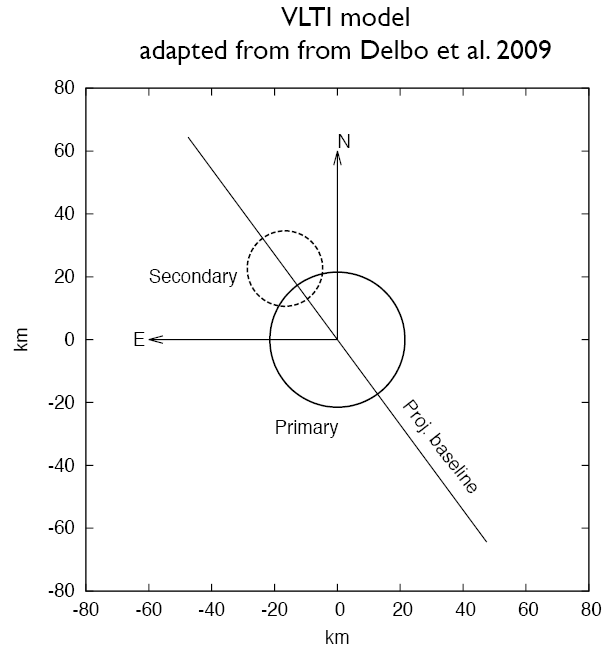 VLTI model
adapted from from Delbo et al. 2009
80
60
40
20
0
-20
-40
-60
-80
km
N
Secondary
E
Primary
Proj. baseline
-80
-60
-40
-20
0
20
40
60
80
km